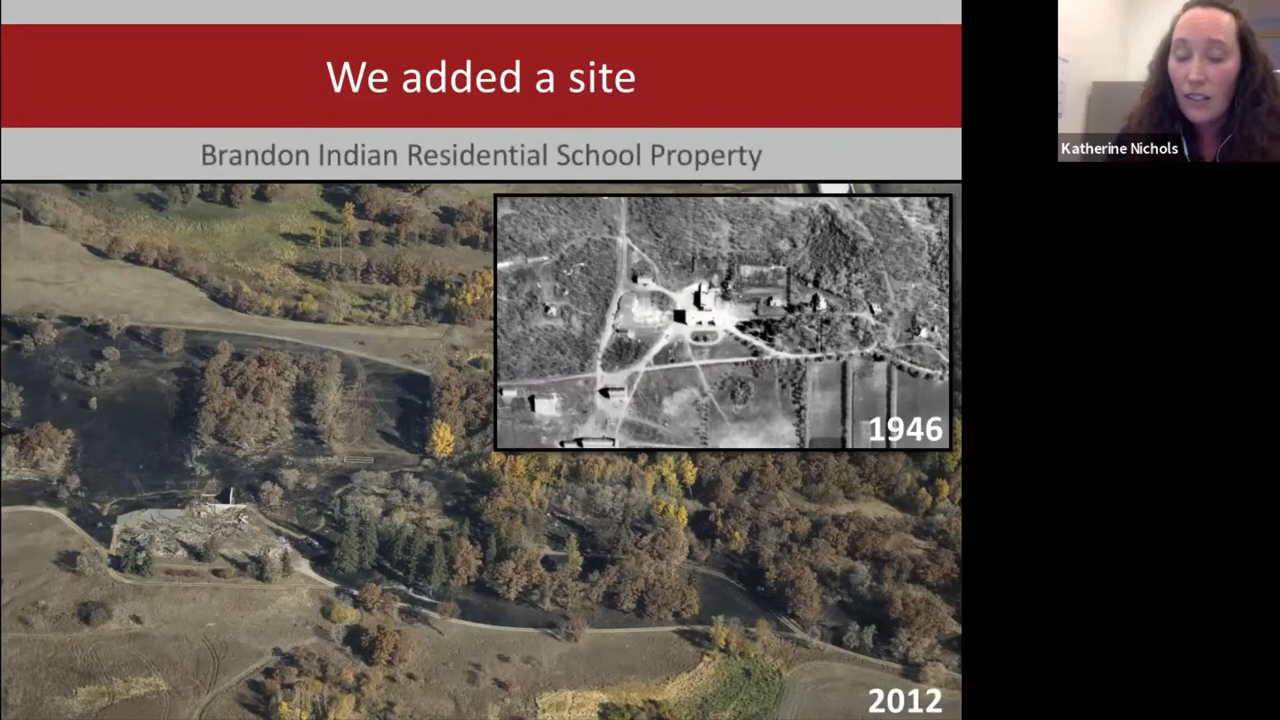 We added a site
Brandon Indian Residential School Property
Katherine Nichols
1946
2012